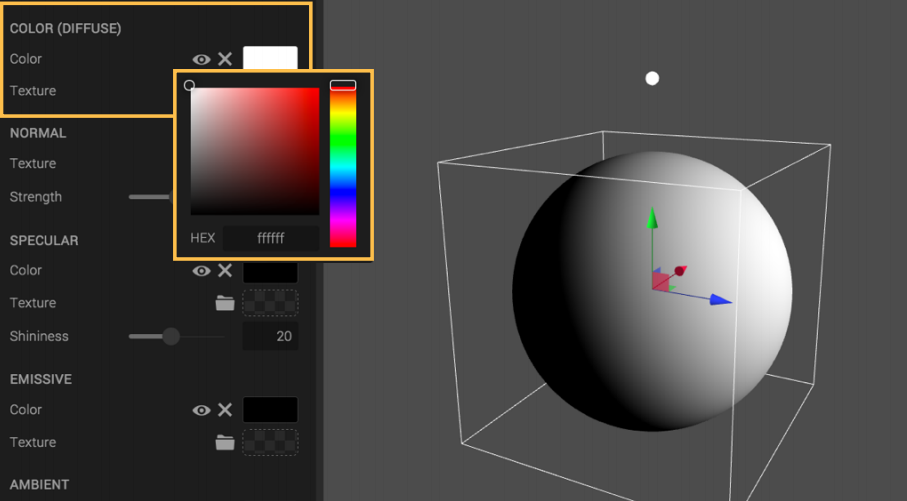 COLOR (DIFFUSE)
Color
Texture
NORMAL
Texture
Strength
HEX ffffff
SPECULAR
Color
Texture
Shininess 20
EMISSIVE
Color
Texture
AMBIENT